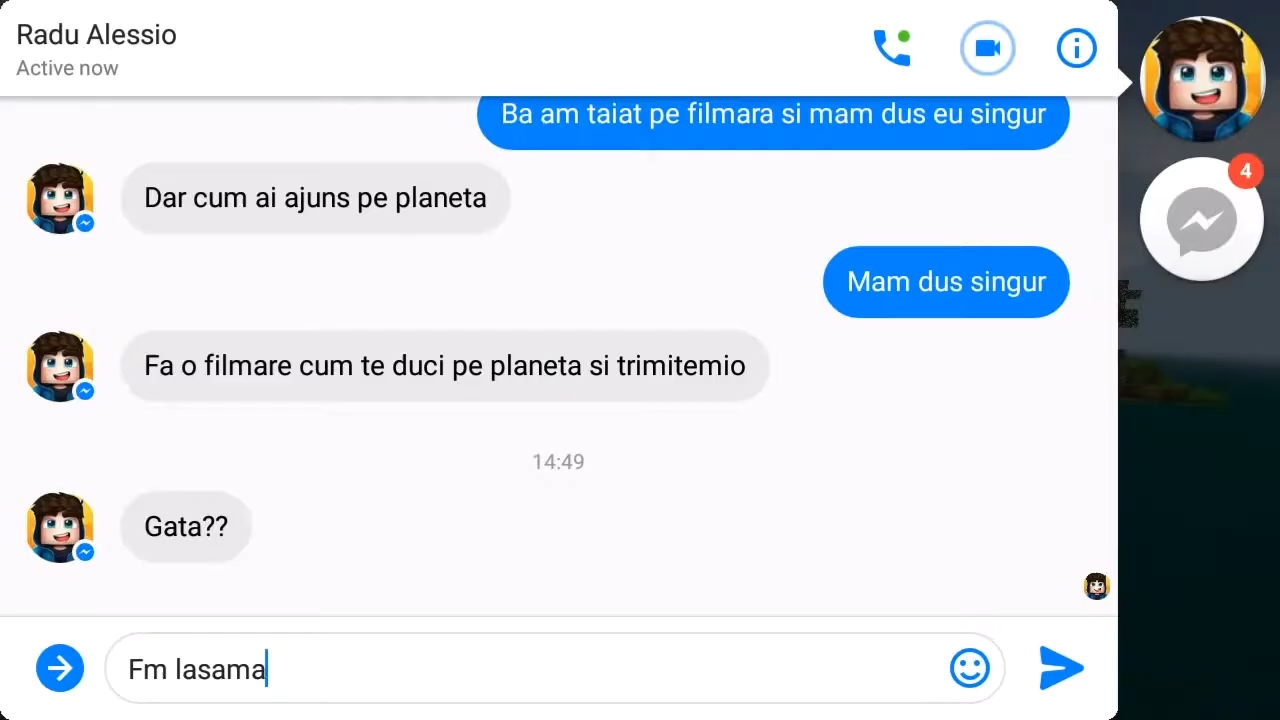 Radu Alessio
Active now
4
Ba am taiat pe filmara si mam dus eu singur
Dar cum ai ajuns pe planeta
Mam dus singur
Fa o filmare cum te duci pe planeta si trimitemio
14:49
Gata??
Fm lasama